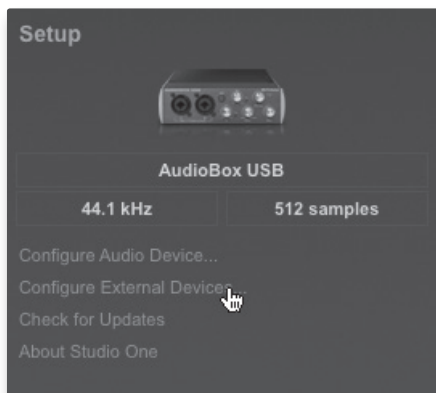 Setup
AudioBox USB
44.1 kHz 512 samples
Configure Audio Device...
Configure External Devices...
Check for Updates
About Studio One